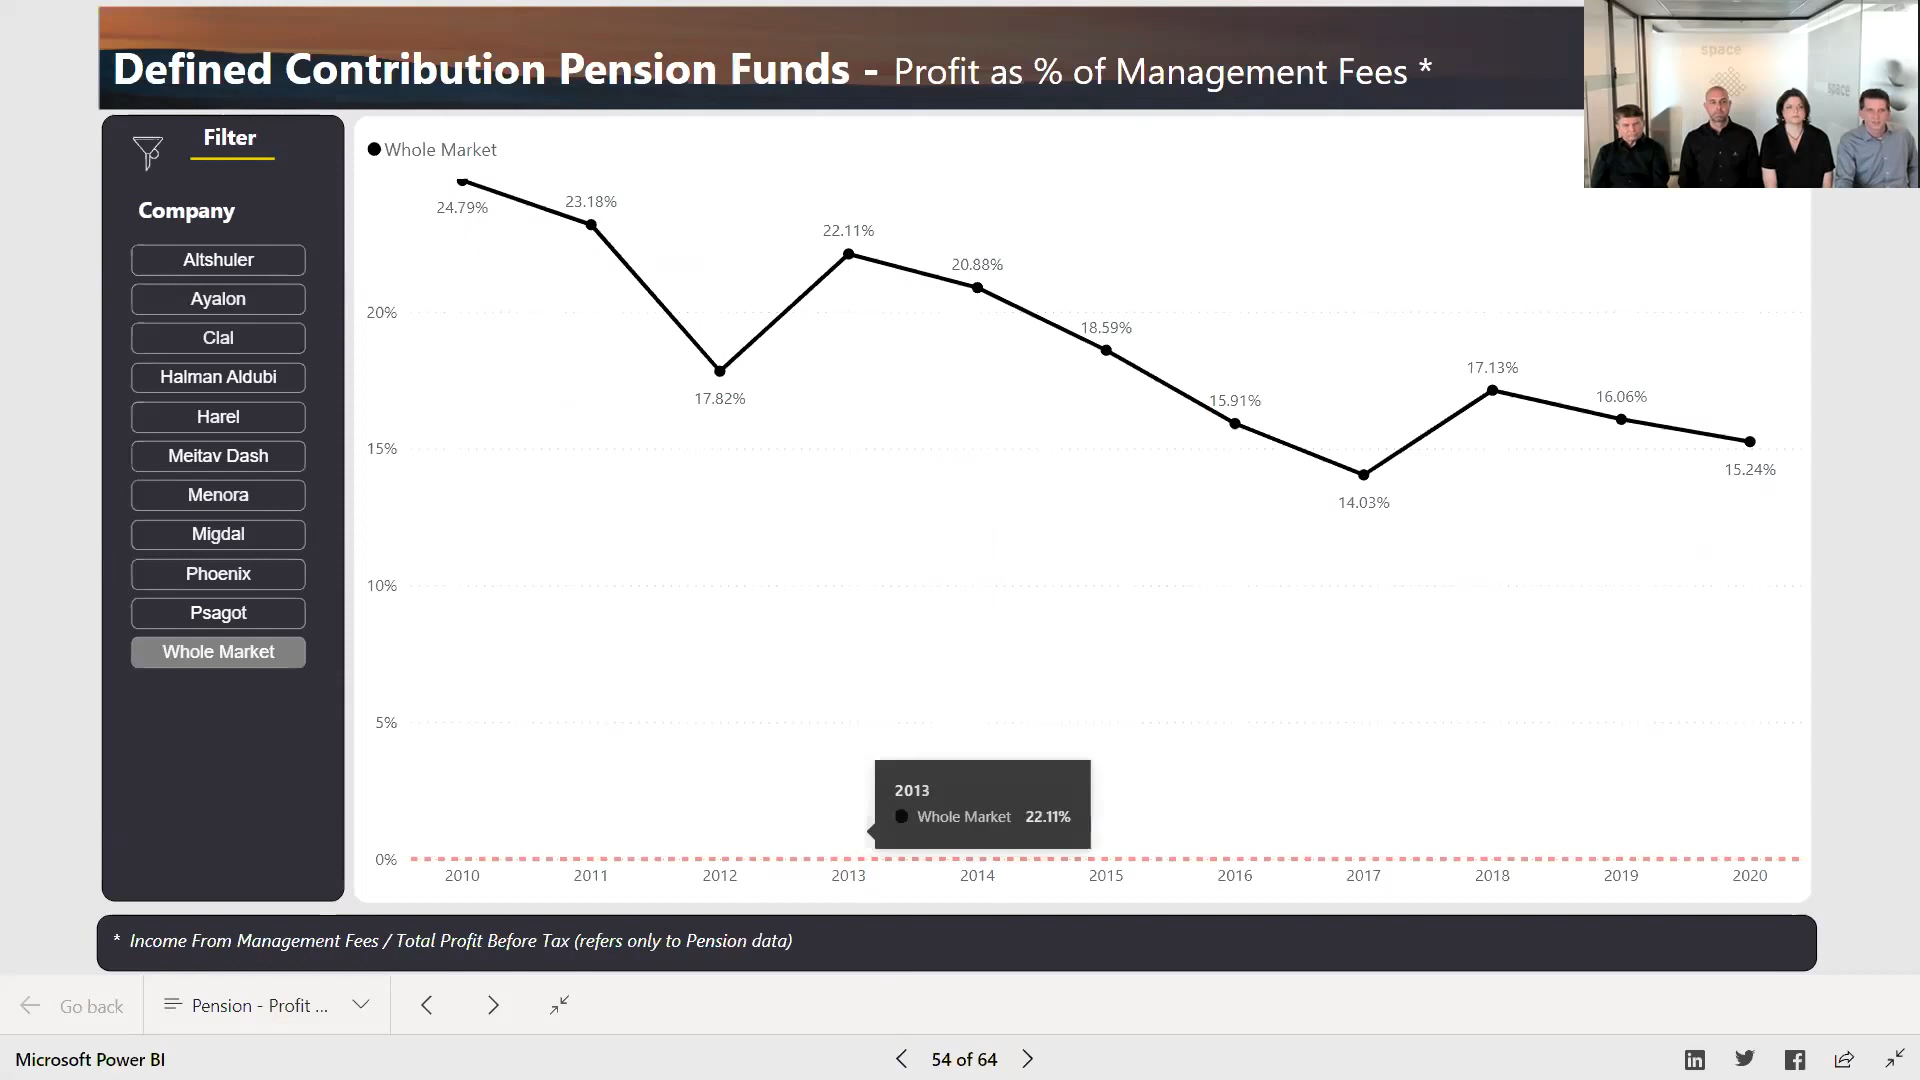 Defined Contribution Pension Funds - Profit as % of Management Fees *
space
space
Filter
Company
Altshuler
Ayalon
Clal
Halman Aldubi
Harel
Meitav Dash
Menora
Migdal
Phoenix
Psagot
Whole Market
Whole Market
24.79%
23.18%
17.82%
22.11%
20.88%
18.59%
15.91%
14.03%
17.13%
16.06%
15.24%
20%
15%
10%
5%
0%
2013
Whole Market 22.11%
2010 2011 2012 2013 2014 2015 2016 2017 2018 2019 2020
* Income From Management Fees / Total Profit Before Tax (refers only to Pension data)
Go back
Pension - Profit ...
Microsoft Power BI
54 of 64